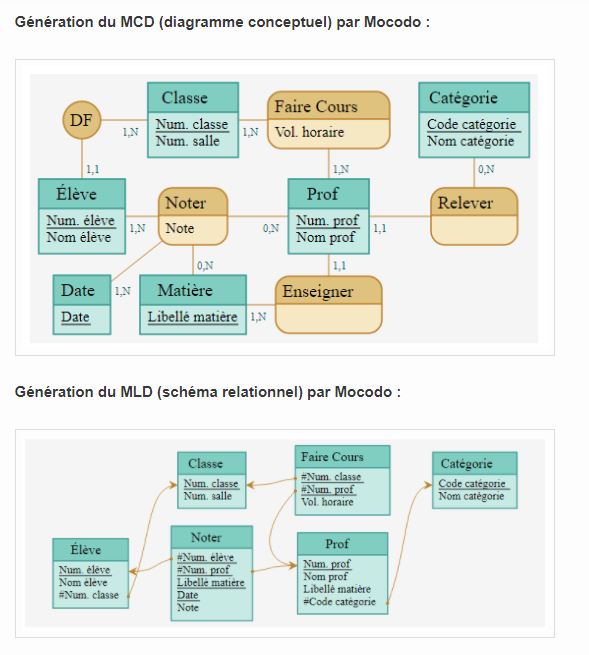 Génération du MCD (diagramme conceptuel) par Mocodo :
DF
1,N
1,1
Classe
Num. classe
Num. salle
1,N
Faire Cours
Vol. horaire
1,N
Catégorie
Code catégorie
Nom catégorie
0,N
Élève
Num. élève
Nom élève
1,N
Noter
Note
0,N
0,N
Prof
Num. prof
Nom prof
1,1
1,1
Relever
Date
Date
1,N
Matière
Libellé matière
1,N
Enseigner
Génération du MLD (schéma relationnel) par Mocodo :
Classe
Num. classe
Num. salle
Faire Cours
#Num. classe
#Num. prof
Vol. horaire
Catégorie
Code catégorie
Nom catégorie
Élève
Num. élève
Nom élève
#Num. classe
Noter
#Num. élève
#Num. prof
Libellé matière
Date
Note
Prof
Num. prof
Nom prof
Libellé matière
#Code catégorie